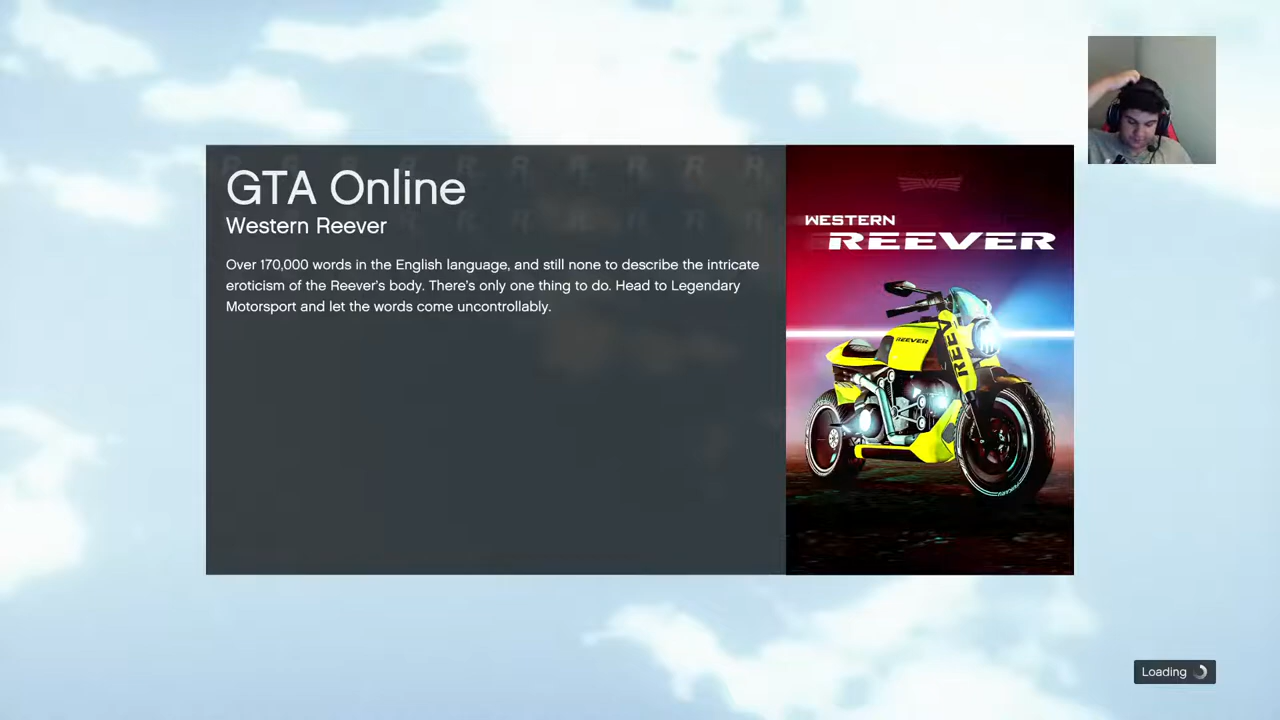 GTA Online
Western Reever
Over 170,000 words in the English language, and still none to describe the intricate
eroticism of the Reever's body. There's only one thing to do. Head to Legendary
Motorsport and let the words come uncontrollably.
WESTERN
REEVER
REEVER
Loading